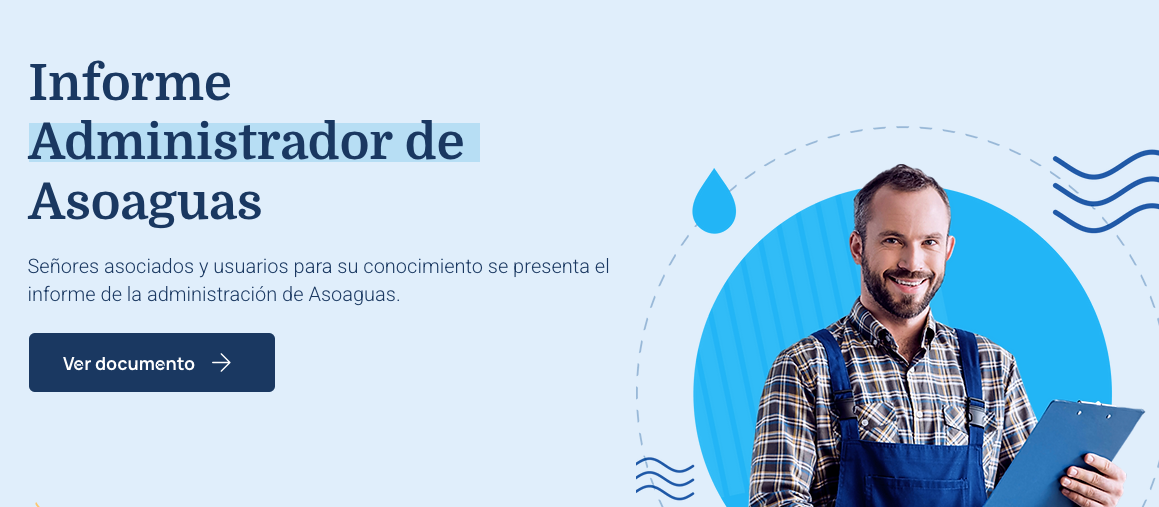 Informe
Administrador de
Asoaguas
Señores asociados y usuarios para su conocimiento se presenta el
informe de la administración de Asoaguas.
Ver documento